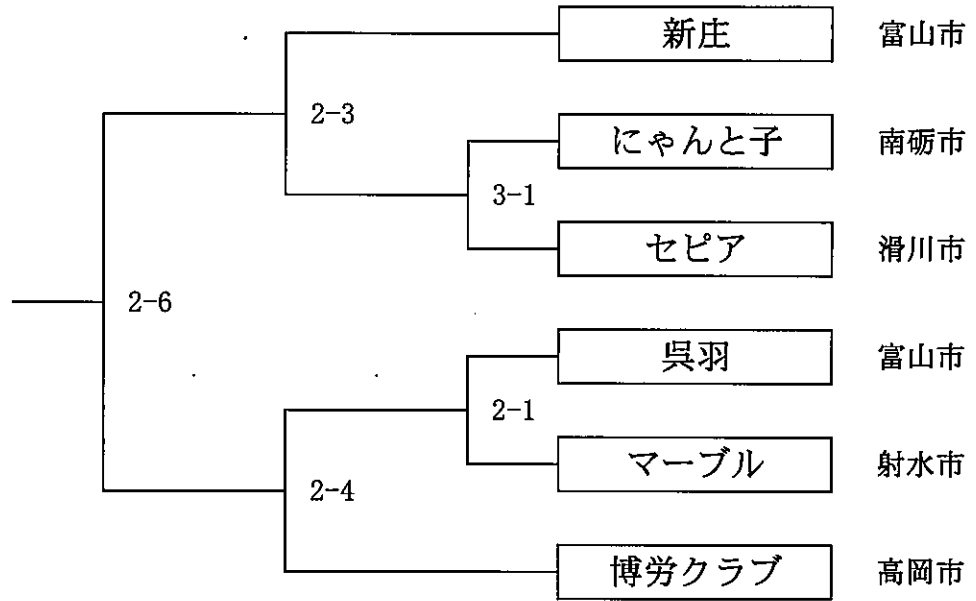 新庄 富山市
2-3
にゃんと子 南砺市
3-1
セピア 滑川市
2-6
呉羽 富山市
2-1
マーブル 射水市
2-4
博労クラブ 高岡市